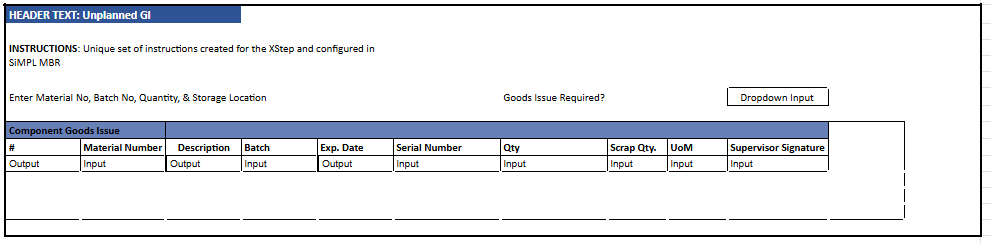 HEADER TEXT: Unplanned GI
INSTRUCTIONS: Unique set of instructions created for the XStep and configured in
SiMPL MBR
Enter Material No, Batch No, Quantity, & Storage Location Goods Issue Required? Dropdown Input
Component Goods Issue
# Material Number Description Batch Exp. Date Serial Number Qty Scrap Qty. UoM Supervisor Signature
Output Input Output Input Output Input Input Input Input Input